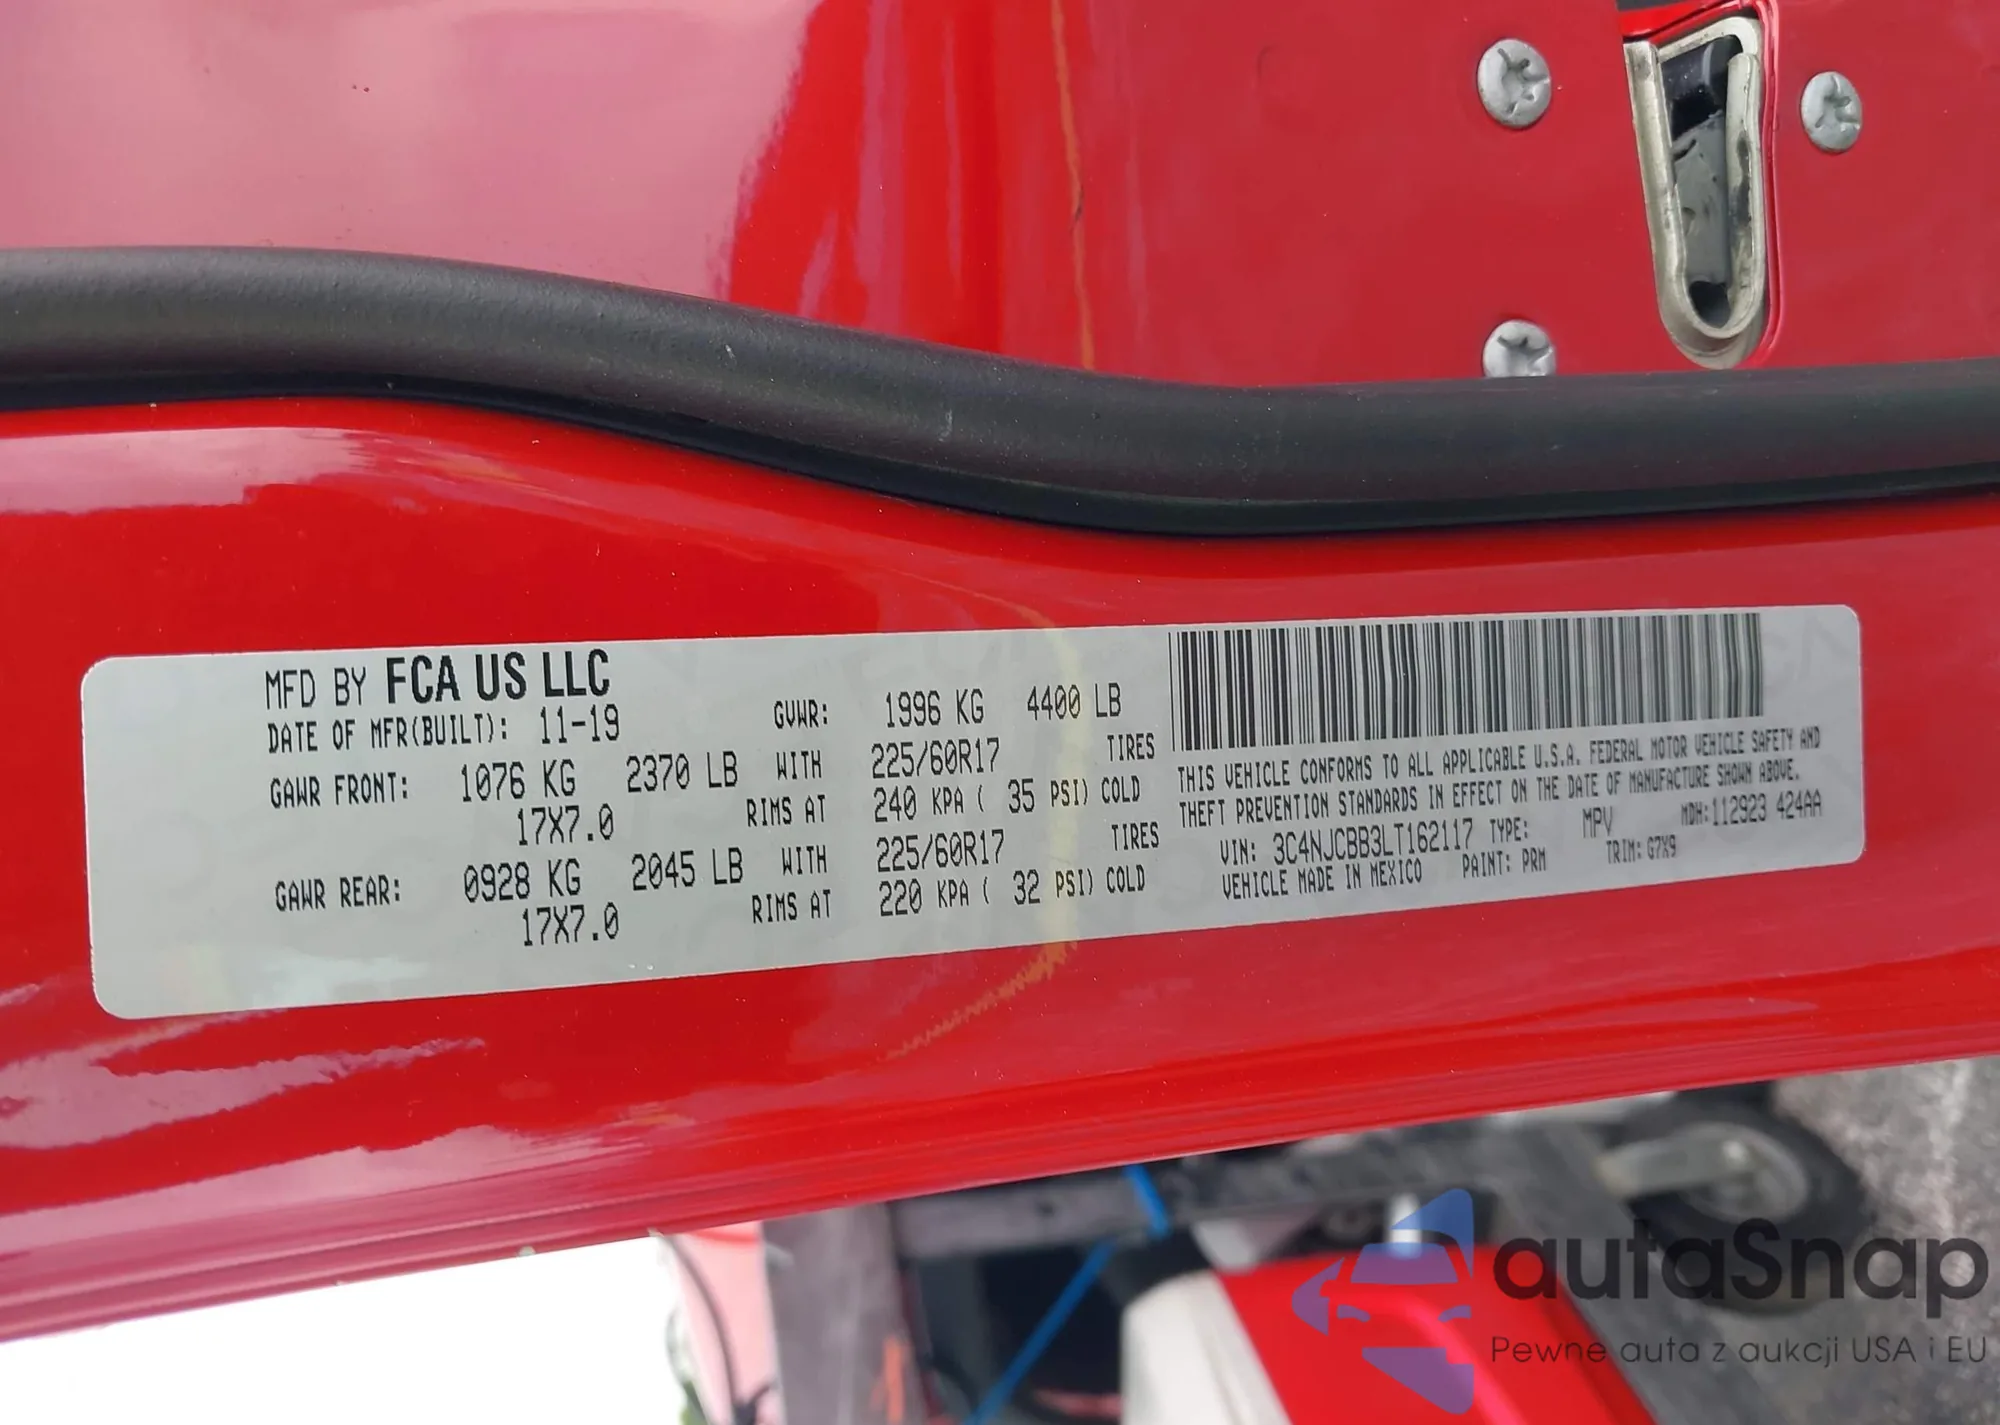 MFD BY FCA US LLC
DATE OF MFR(BUILT): 11-19 GVWR: 1996 KG 4400 LB
GAWR FRONT: 1076 KG 2370 LB WITH 225/60R17 TIRES
17X7.0 RIMS AT 240 KPA ( 35 PSI) COLD
GAWR REAR: 0928 KG 2045 LB WITH 225/60R17 TIRES
17X7.0 RIMS AT 220 KPA ( 32 PSI) COLD
THIS VEHICLE CONFORMS TO ALL APPLICABLE U.S.A. FEDERAL MOTOR VEHICLE SAFETY AND
THEFT PREVENTION STANDARDS IN EFFECT ON THE DATE OF MANUFACTURE SHOWN ABOVE.
VIN: 3C4NJCBB3LT162117 TYPE: MPV MDH:112923 424AA
VEHICLE MADE IN MEXICO PAINT: PRM TRIM: G7X9
autaSnap
Pewne auta z aukcji USA i EU